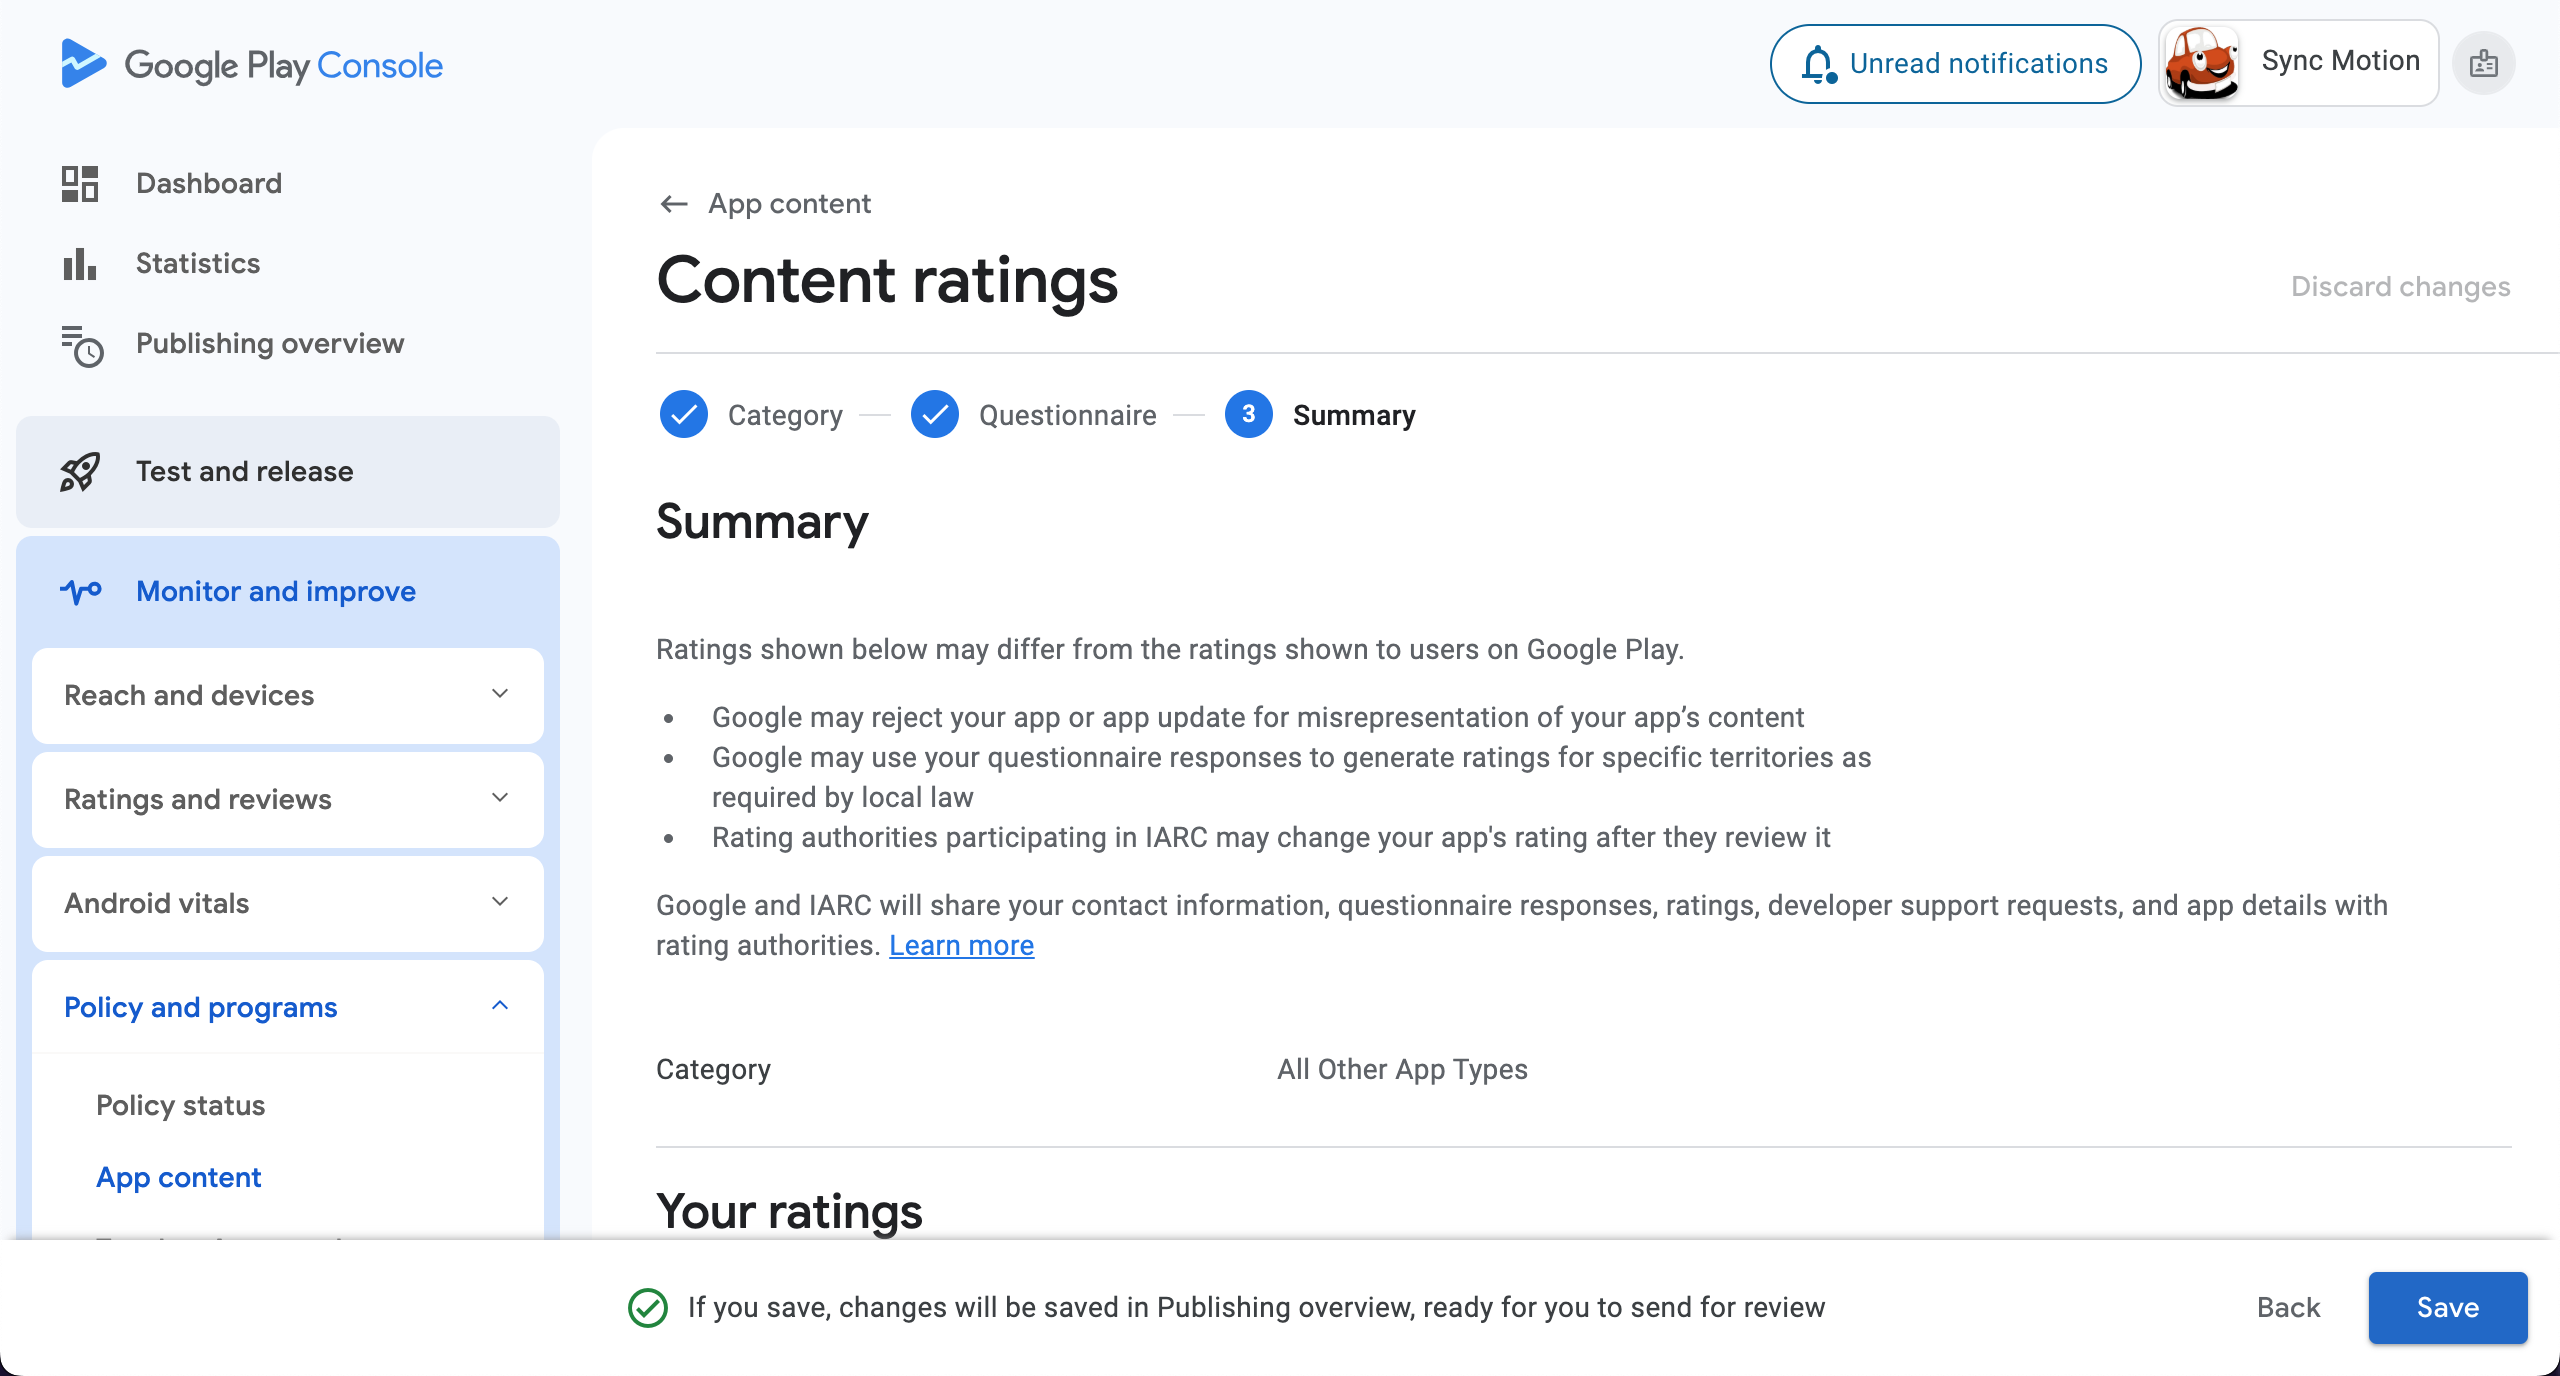 Google Play Console
Unread notifications
Sync Motion
Dashboard
Statistics
Publishing overview
Test and release
Monitor and improve
Reach and devices
Ratings and reviews
Android vitals
Policy and programs
Policy status
App content
App content
Content ratings
Discard changes
Category
Questionnaire
3 Summary
Summary
Ratings shown below may differ from the ratings shown to users on Google Play.
• Google may reject your app or app update for misrepresentation of your app’s content
• Google may use your questionnaire responses to generate ratings for specific territories as
required by local law
• Rating authorities participating in IARC may change your app's rating after they review it
Google and IARC will share your contact information, questionnaire responses, ratings, developer support requests, and app details with
rating authorities. Learn more
Category All Other App Types
Your ratings
If you save, changes will be saved in Publishing overview, ready for you to send for review
Back
Save